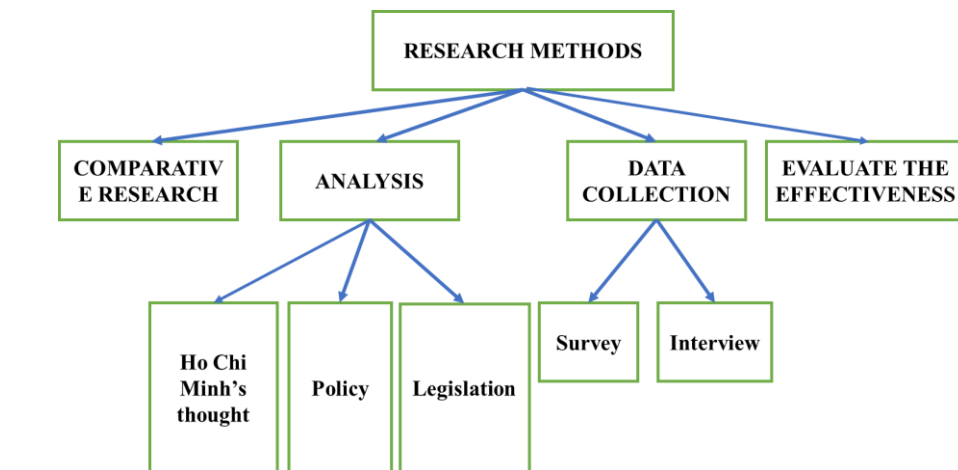 RESEARCH METHODS
COMPARATIV
E RESEARCH
ANALYSIS
DATA
COLLECTION
EVALUATE THE
EFFECTIVENESS
Ho Chi
Minh’s
thought
Policy
Legislation
Survey
Interview